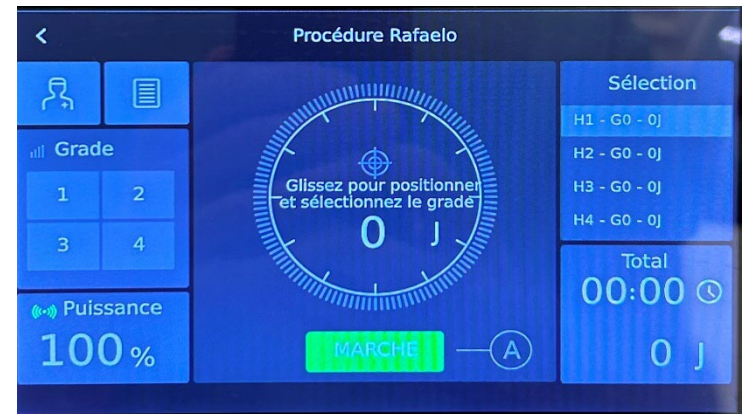 Procédure Rafaelo
Grade
1 2
3 4
Puissance
100 %
Glissez pour positionner
et sélectionnez le grade
0 J
MARCHE
A
Sélection
H1 - G0 - 0J
H2 - G0 - 0J
H3 - G0 - 0J
H4 - G0 - 0J
Total
00:00
0 J